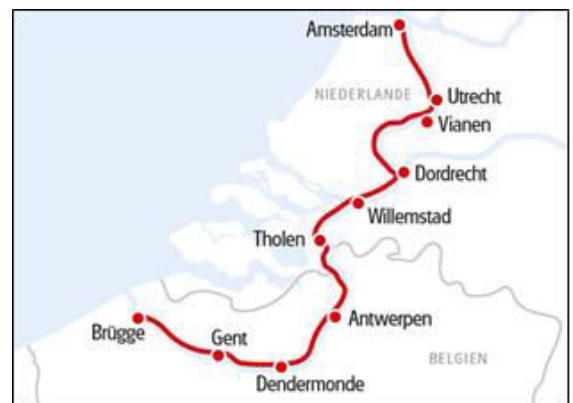 Amsterdam
NIEDERLANDE
Utrecht
Vianen
Dordrecht
Willemstad
Tholen
Antwerpen
Brügge
Gent
BELGIEN
Dendermonde